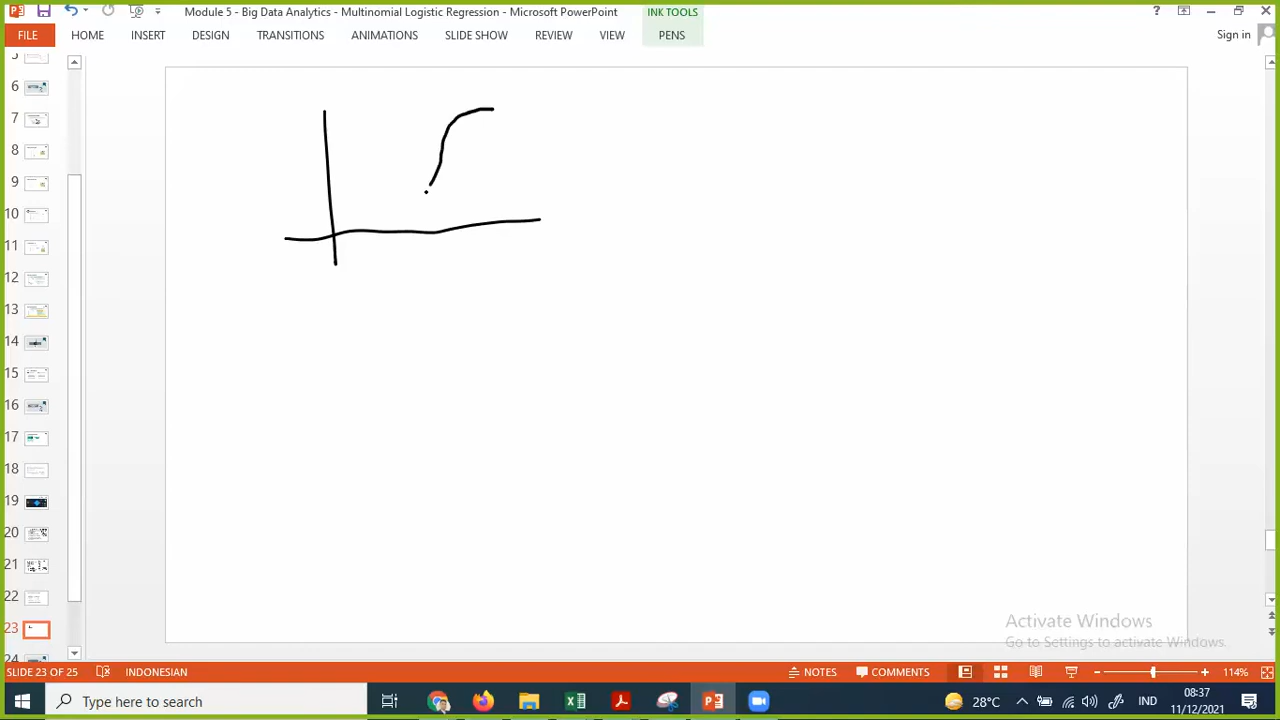 Module 5 - Big Data Analytics - Multinomial Logistic Regression - Microsoft PowerPoint
INK TOOLS
?
FILE HOME INSERT DESIGN TRANSITIONS ANIMATIONS SLIDE SHOW REVIEW VIEW PENS
Sign in
6
7
8
9
10
11
12
13
14
15
16
17
18
19
20
21
22
23
24
Activate Windows
Go to Settings to activate Windows.
SLIDE 23 OF 25 INDONESIAN NOTES COMMENTS 114%
Type here to search
28°C IND 08:37
11/12/2021